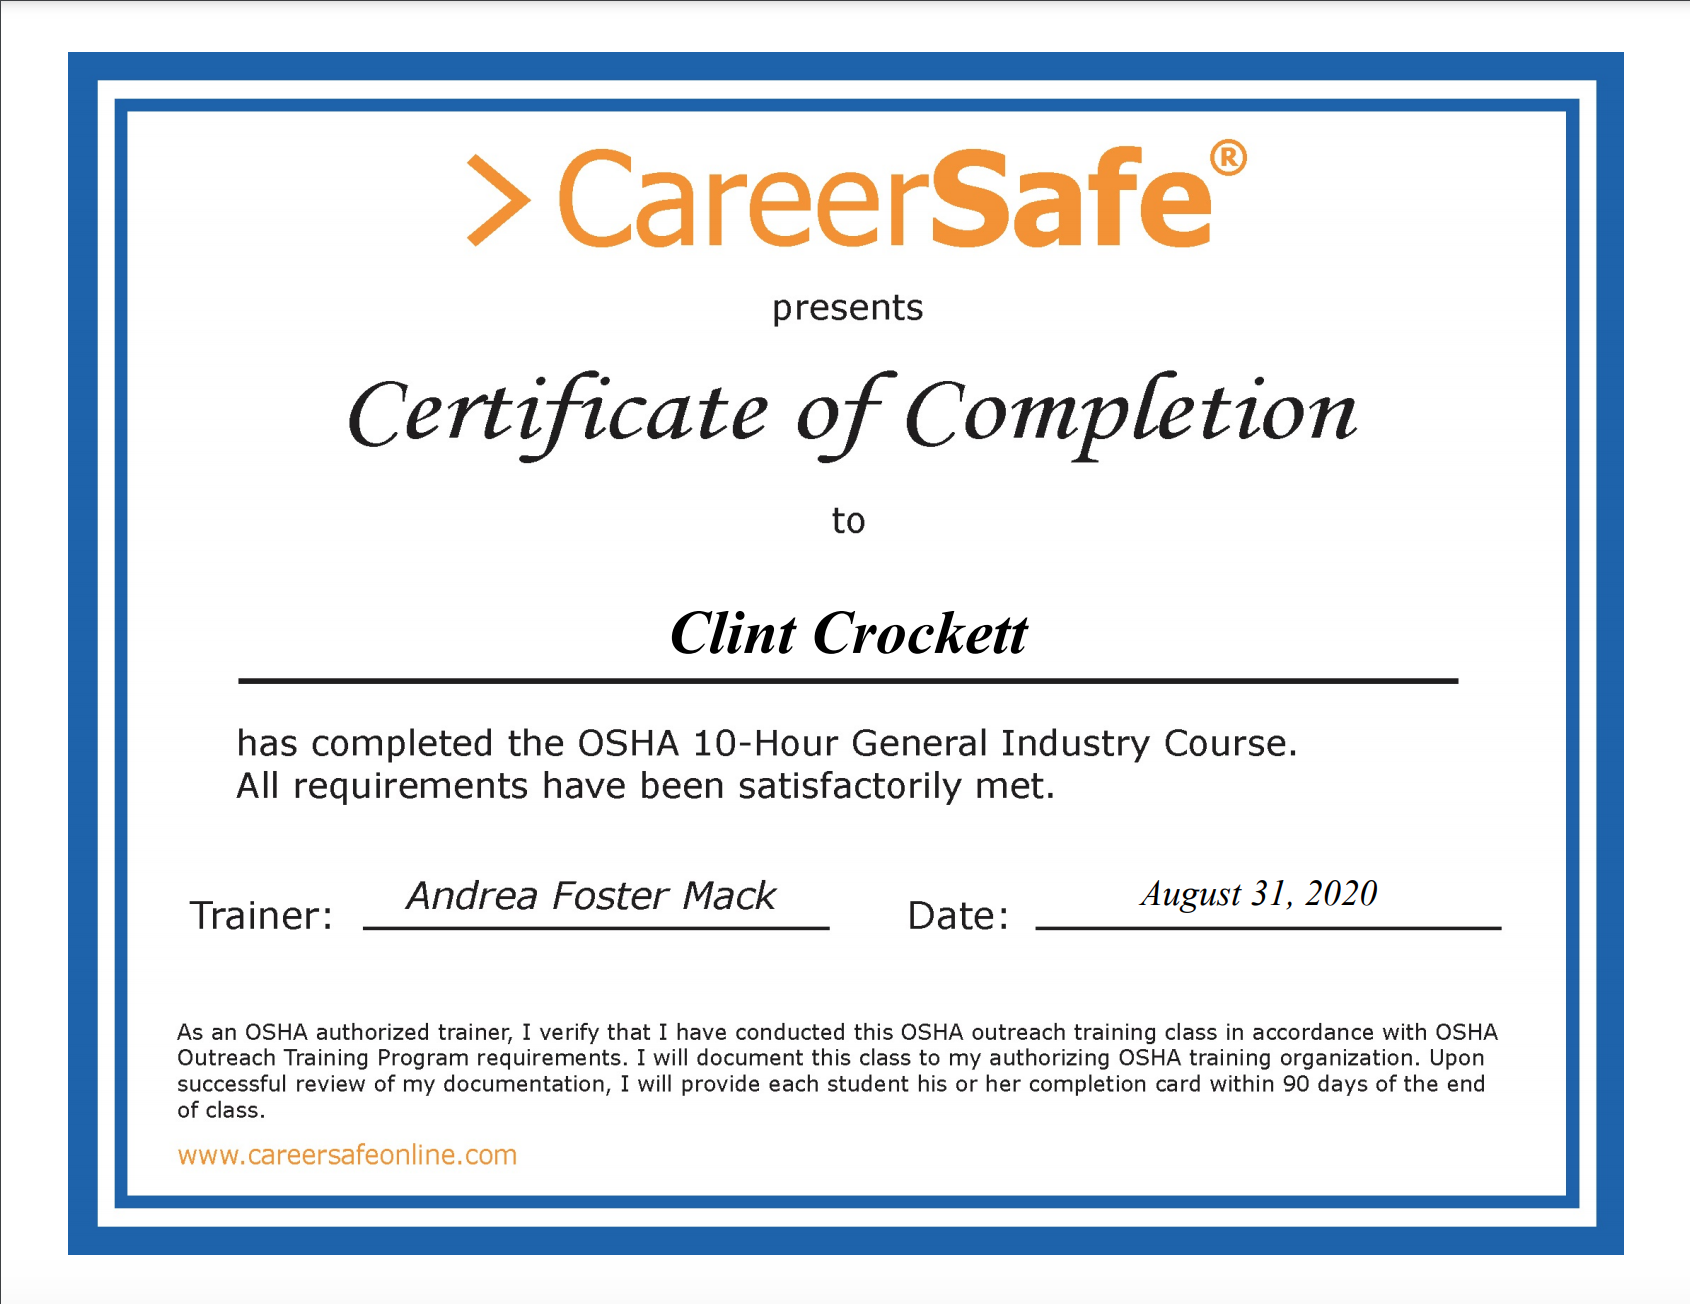 > CareerSafe®
presents
Certificate of Completion
to
Clint Crockett
has completed the OSHA 10-Hour General Industry Course.
All requirements have been satisfactorily met.
Trainer: Andrea Foster Mack Date: August 31, 2020
As an OSHA authorized trainer, I verify that I have conducted this OSHA outreach training class in accordance with OSHA
Outreach Training Program requirements. I will document this class to my authorizing OSHA training organization. Upon
successful review of my documentation, I will provide each student his or her completion card within 90 days of the end
of class.
www.careersafeonline.com